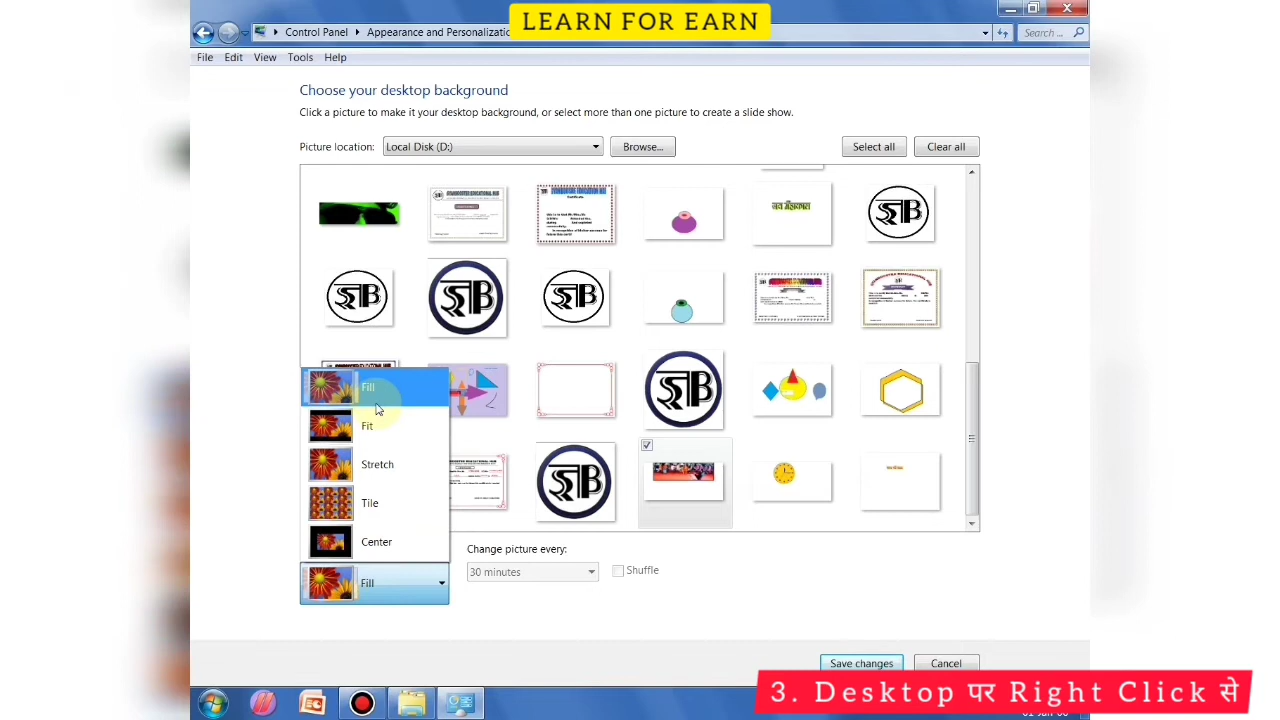 LEARN FOR EARN
Control Panel
Appearance and Personalizatio
Search ...
File Edit View Tools Help
Choose your desktop background
Click a picture to make it your desktop background, or select more than one picture to create a slide show.
Picture location:
Local Disk (D:)
Browse...
Select all
Clear all
Fill
Fit
Stretch
Tile
Center
Fill
Change picture every:
30 minutes
Shuffle
Save changes
Cancel
3. Desktop पर Right Click से